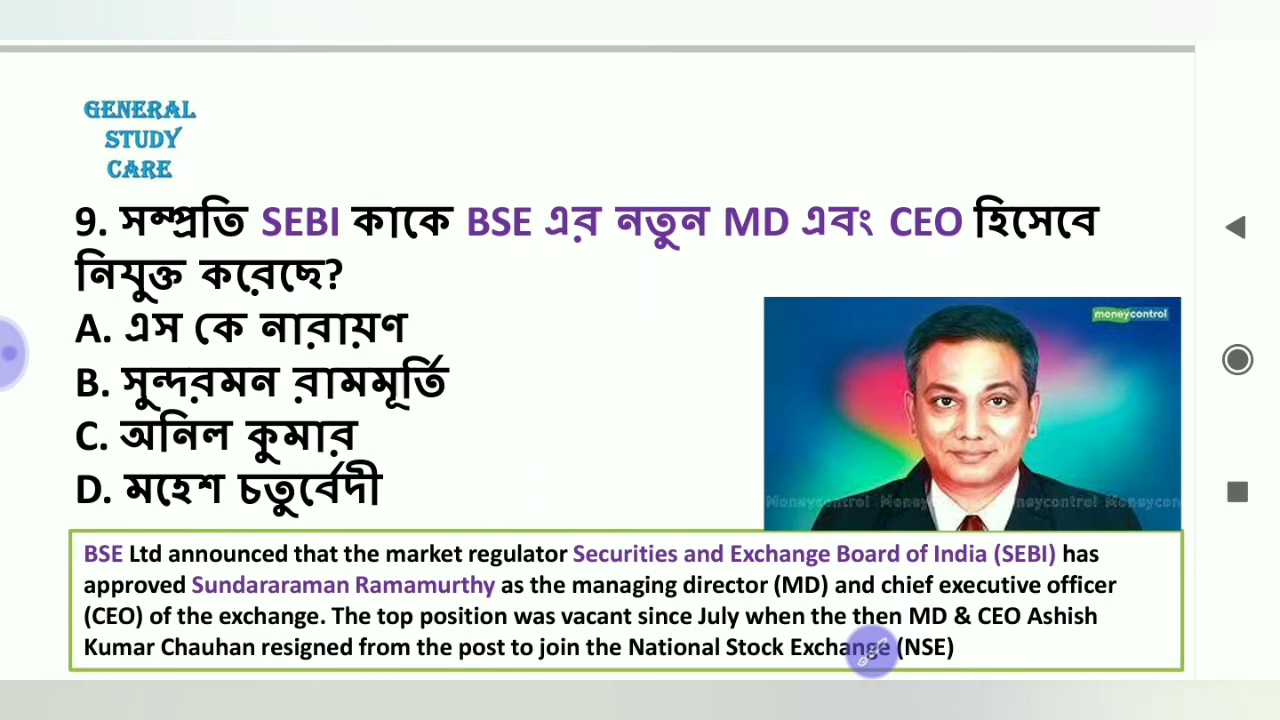 GENERAL
STUDY
CARE
9. সম্প্রতি SEBI কাকে BSE এর নতুন MD এবং CEO হিসেবে
নিযুক্ত করেছে?
A. এস কে নারায়ণ
B. সুন্দরমন রামমূর্তি
C. অনিল কুমার
D. মহেশ চতুর্বেদী
moneycontrol
Moneycontrol Moneycontrol Moneycontrol Moneycon
BSE Ltd announced that the market regulator Securities and Exchange Board of India (SEBI) has
approved Sundararaman Ramamurthy as the managing director (MD) and chief executive officer
(CEO) of the exchange. The top position was vacant since July when the then MD & CEO Ashish
Kumar Chauhan resigned from the post to join the National Stock Exchange (NSE)